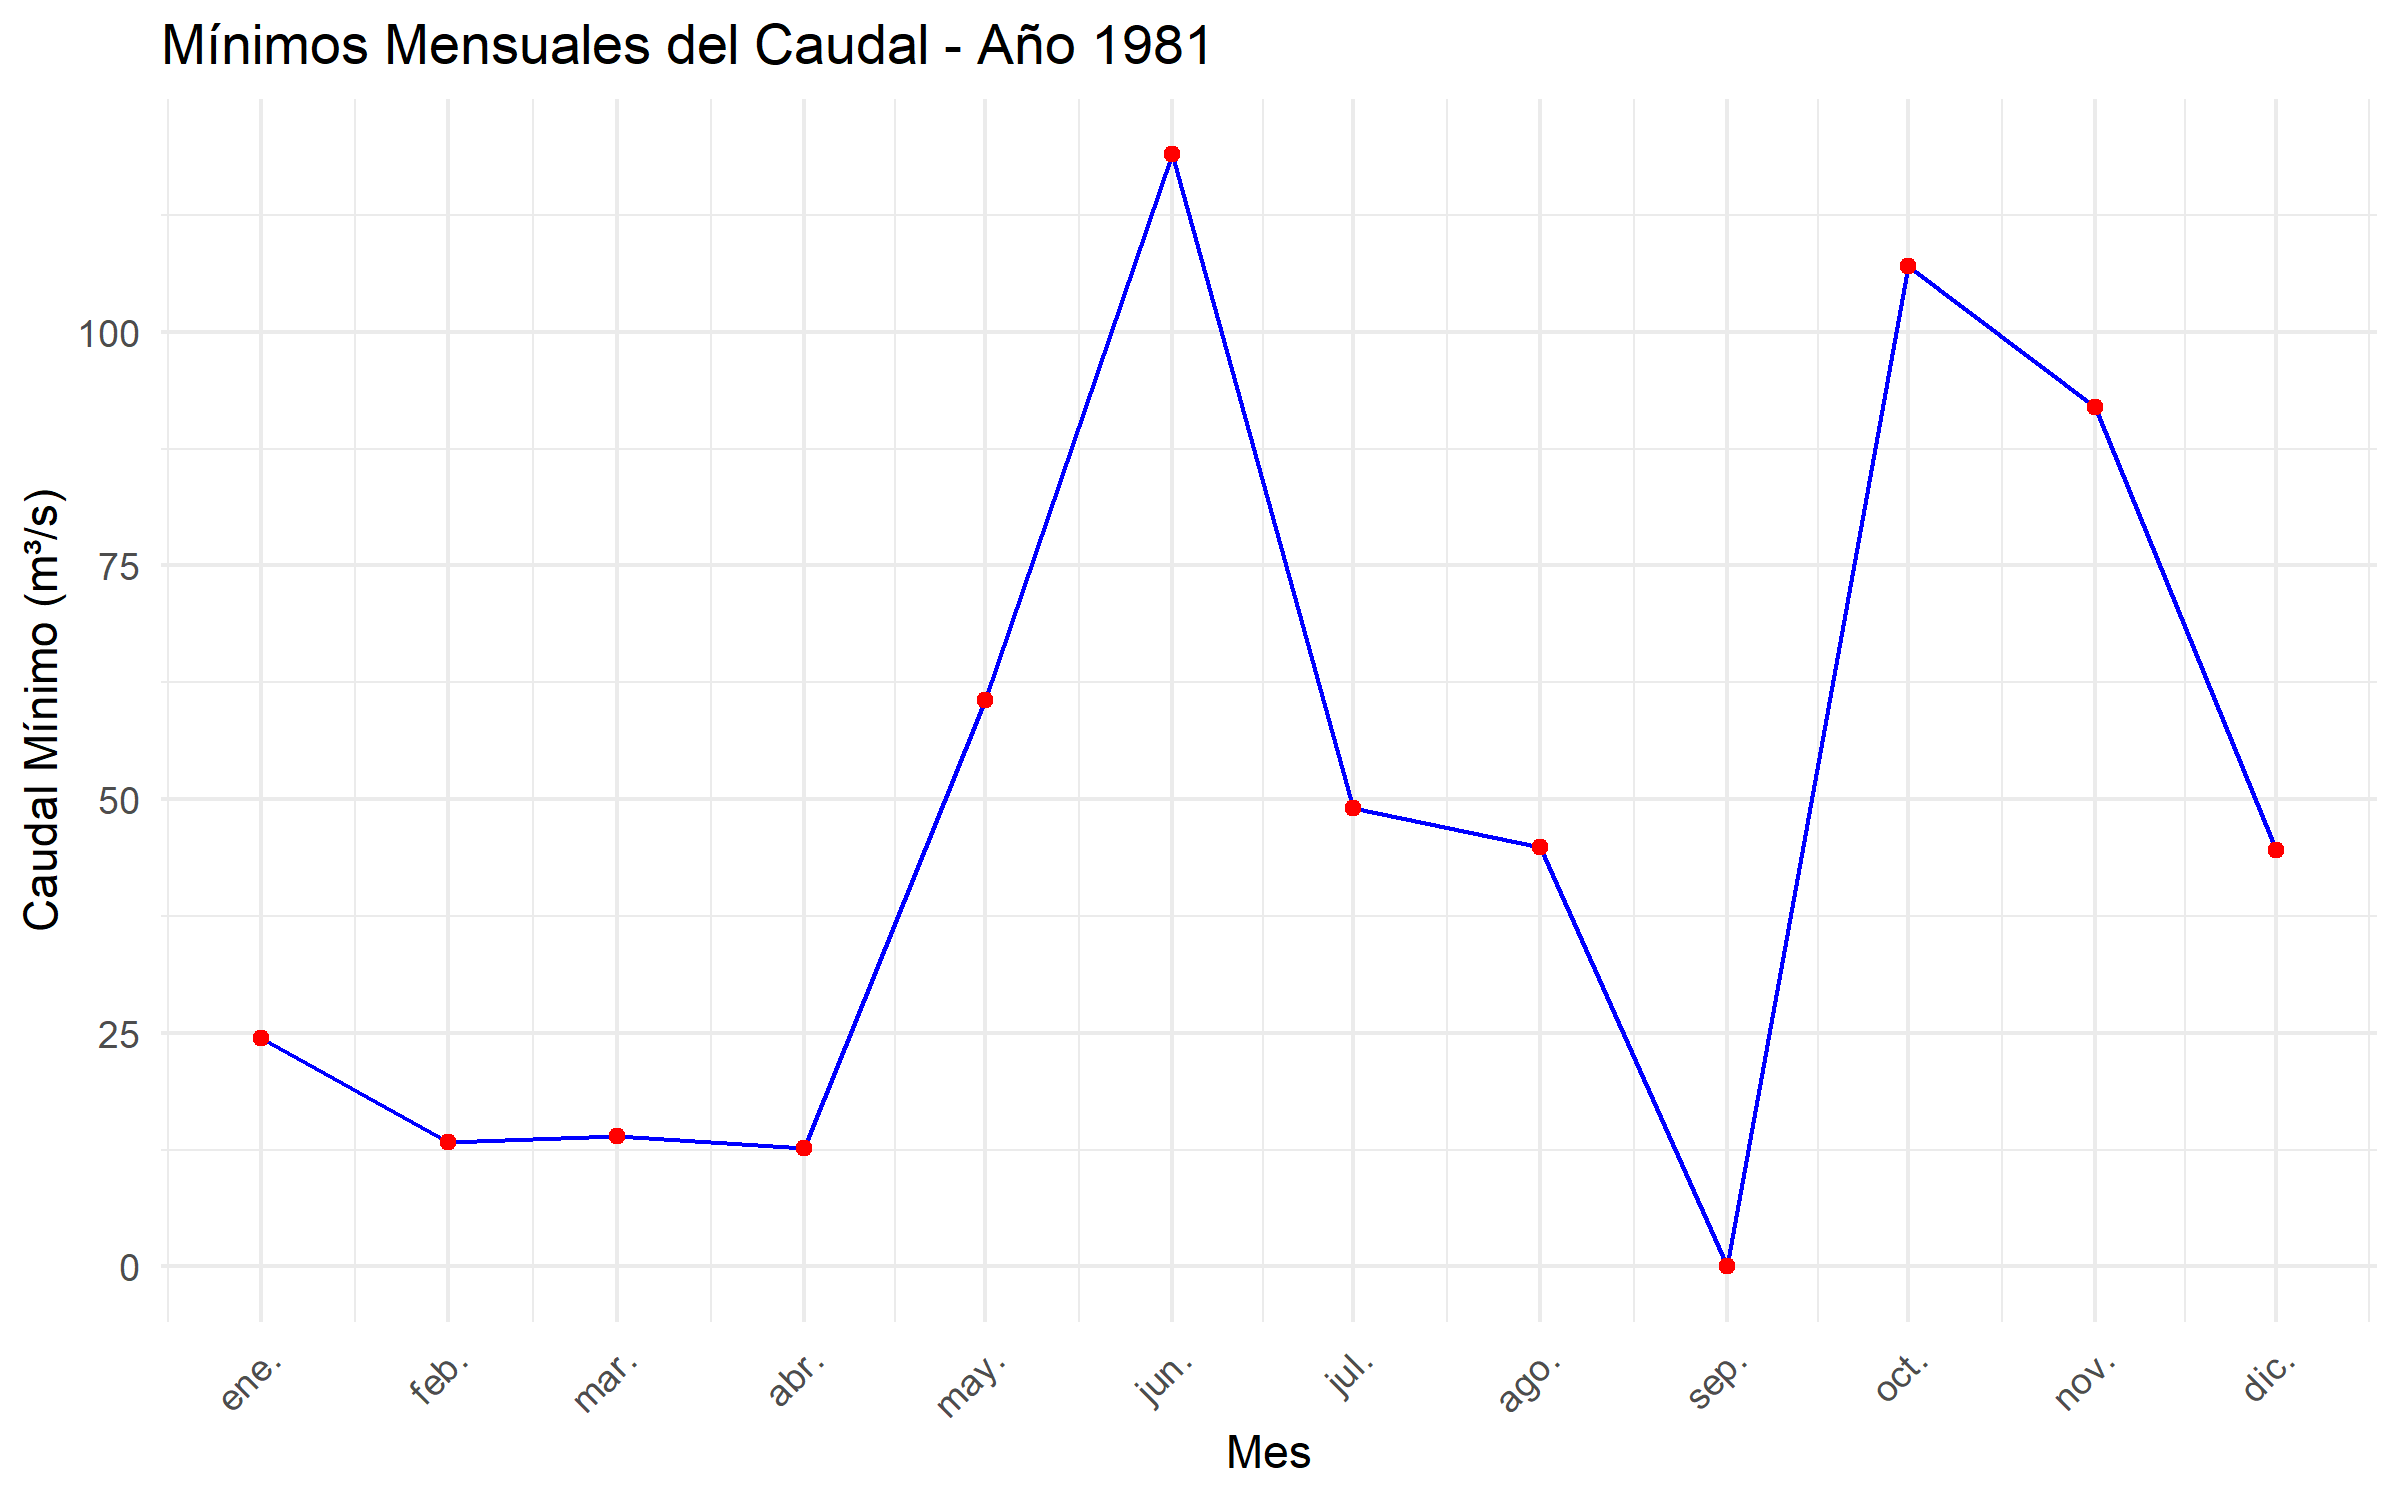 Mínimos Mensuales del Caudal - Año 1981
Caudal Mínimo (m³/s)
100
75
50
25
0
ene.
feb.
mar.
abr.
may.
jun.
jul.
ago.
sep.
oct.
nov.
dic.
Mes